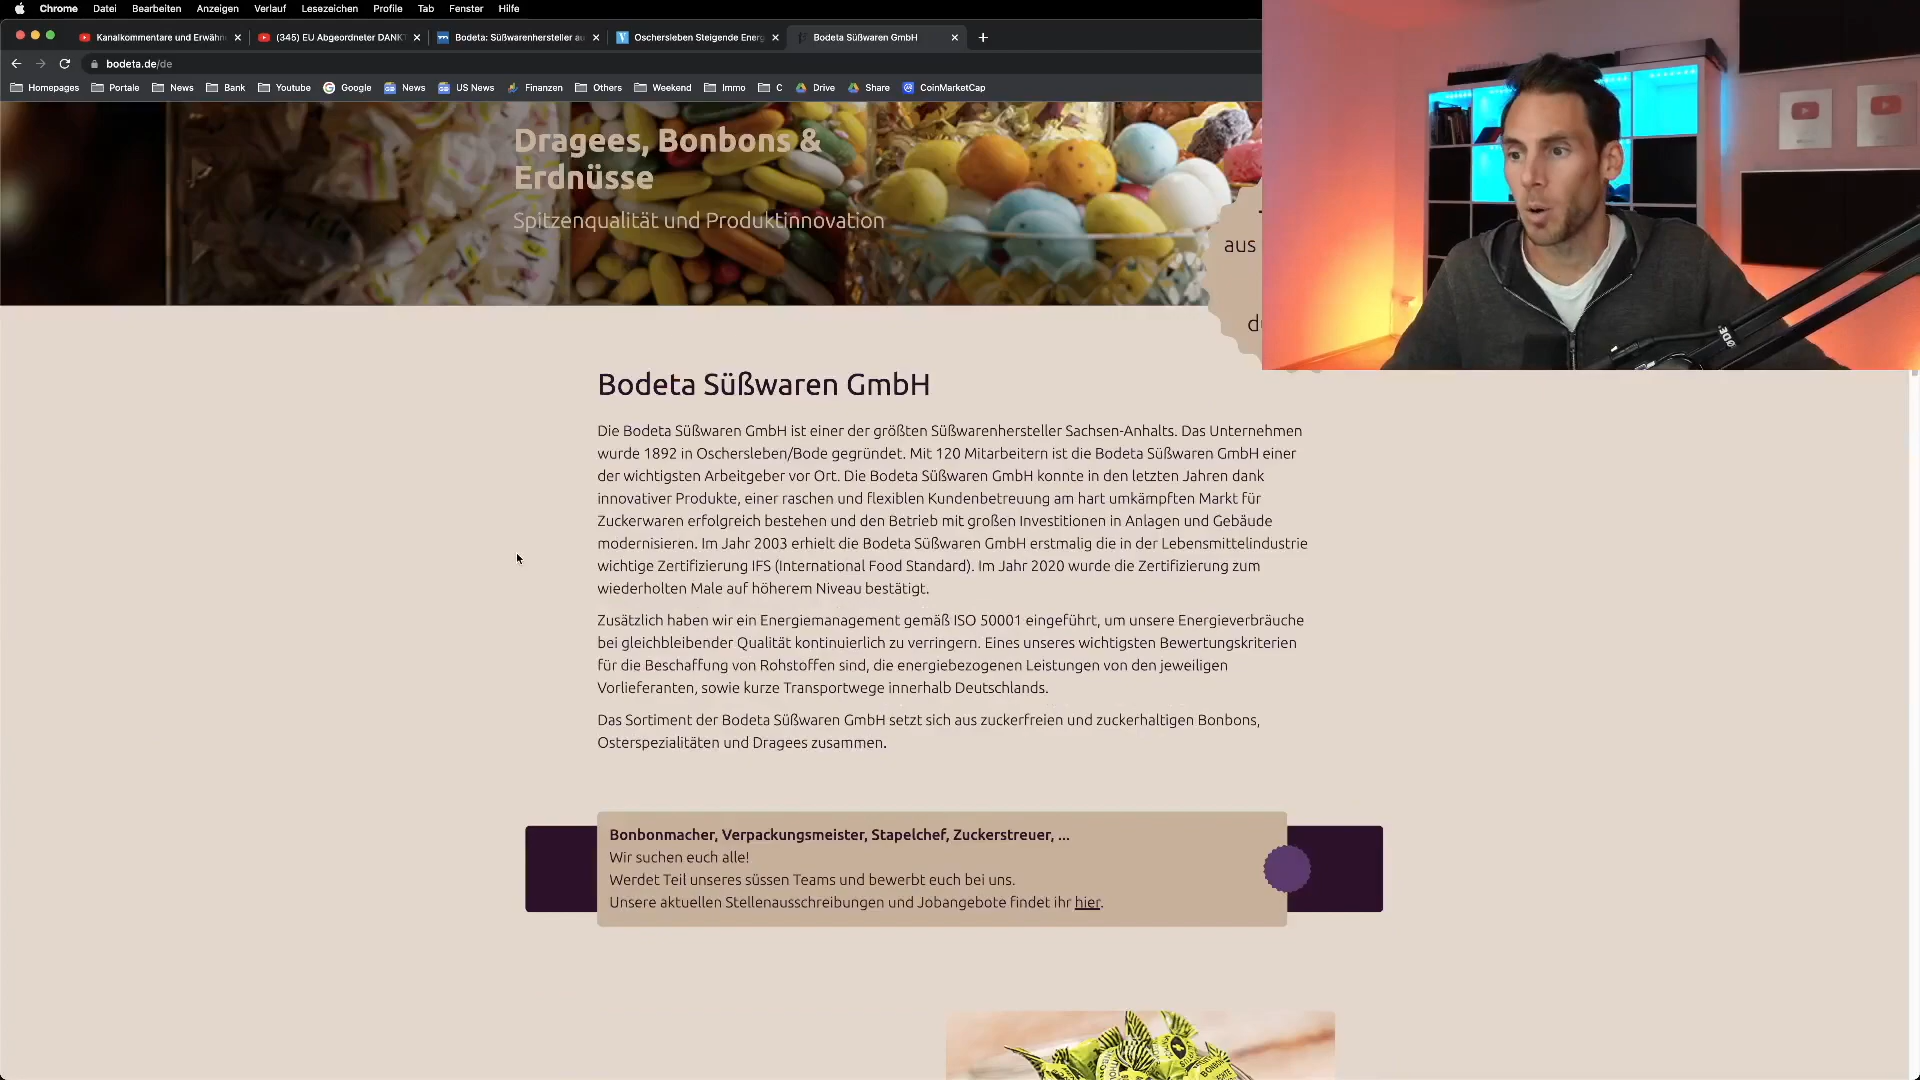 Chrome Datei Bearbeiten Anzeigen Verlauf Lesezeichen Profile Tab Fenster Hilfe
Kanalkommentare und Erwähn (345) EU Abgeordneter DANKT Bodeta: Süßwarenhersteller au Oschersleben Steigende Energ Bodeta Süßwaren GmbH
bodeta.de/de
Homepages Portale News Bank Youtube Google News US News Finanzen Others Weekend Immo C Drive Share CoinMarketCap
Dragees, Bonbons &
Erdnüsse
Spitzenqualität und Produktinnovation
aus
Bodeta Süßwaren GmbH
Die Bodeta Süßwaren GmbH ist einer der größten Süßwarenhersteller Sachsen-Anhalts. Das Unternehmen
wurde 1892 in Oschersleben/Bode gegründet. Mit 120 Mitarbeitern ist die Bodeta Süßwaren GmbH einer
der wichtigsten Arbeitgeber vor Ort. Die Bodeta Süßwaren GmbH konnte in den letzten Jahren dank
innovativer Produkte, einer raschen und flexiblen Kundenbetreuung am hart umkämpften Markt für
Zuckerwaren erfolgreich bestehen und den Betrieb mit großen Investitionen in Anlagen und Gebäude
modernisieren. Im Jahr 2003 erhielt die Bodeta Süßwaren GmbH erstmalig die in der Lebensmittelindustrie
wichtige Zertifizierung IFS (International Food Standard). Im Jahr 2020 wurde die Zertifizierung zum
wiederholten Male auf höherem Niveau bestätigt.
Zusätzlich haben wir ein Energiemanagement gemäß ISO 50001 eingeführt, um unsere Energieverbräuche
bei gleichbleibender Qualität kontinuierlich zu verringern. Eines unseres wichtigsten Bewertungskriterien
für die Beschaffung von Rohstoffen sind, die energiebezogenen Leistungen von den jeweiligen
Vorlieferanten, sowie kurze Transportwege innerhalb Deutschlands.
Das Sortiment der Bodeta Süßwaren GmbH setzt sich aus zuckerfreien und zuckerhaltigen Bonbons,
Osterspezialitäten und Dragees zusammen.
Bonbonmacher, Verpackungsmeister, Stapelchef, Zuckerstreuer, ...
Wir suchen euch alle!
Werdet Teil unseres süssen Teams und bewerbt euch bei uns.
Unsere aktuellen Stellenausschreibungen und Jobangebote findet ihr hier.